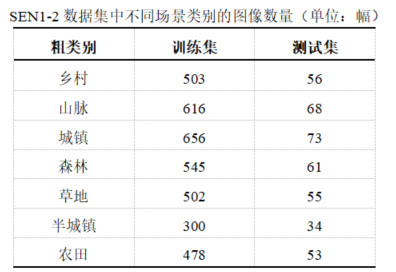 SEN1-2 数据集中不同场景类别的图像数量（单位：幅）
粗类别 训练集 测试集
乡村 503 56
山脉 616 68
城镇 656 73
森林 545 61
草地 502 55
半城镇 300 34
农田 478 53